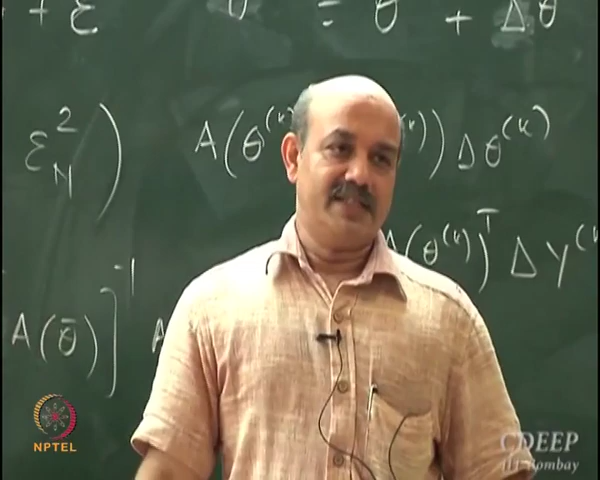 + ε θ = θ + Δθ
ε_N^2 ) A(θ^(k) ^(k)) Δθ^(k)
A(θ^(k))^T ΔY^(k
A(θ̄)]^-1 A
NPTEL
CDEEP
IIT Bombay